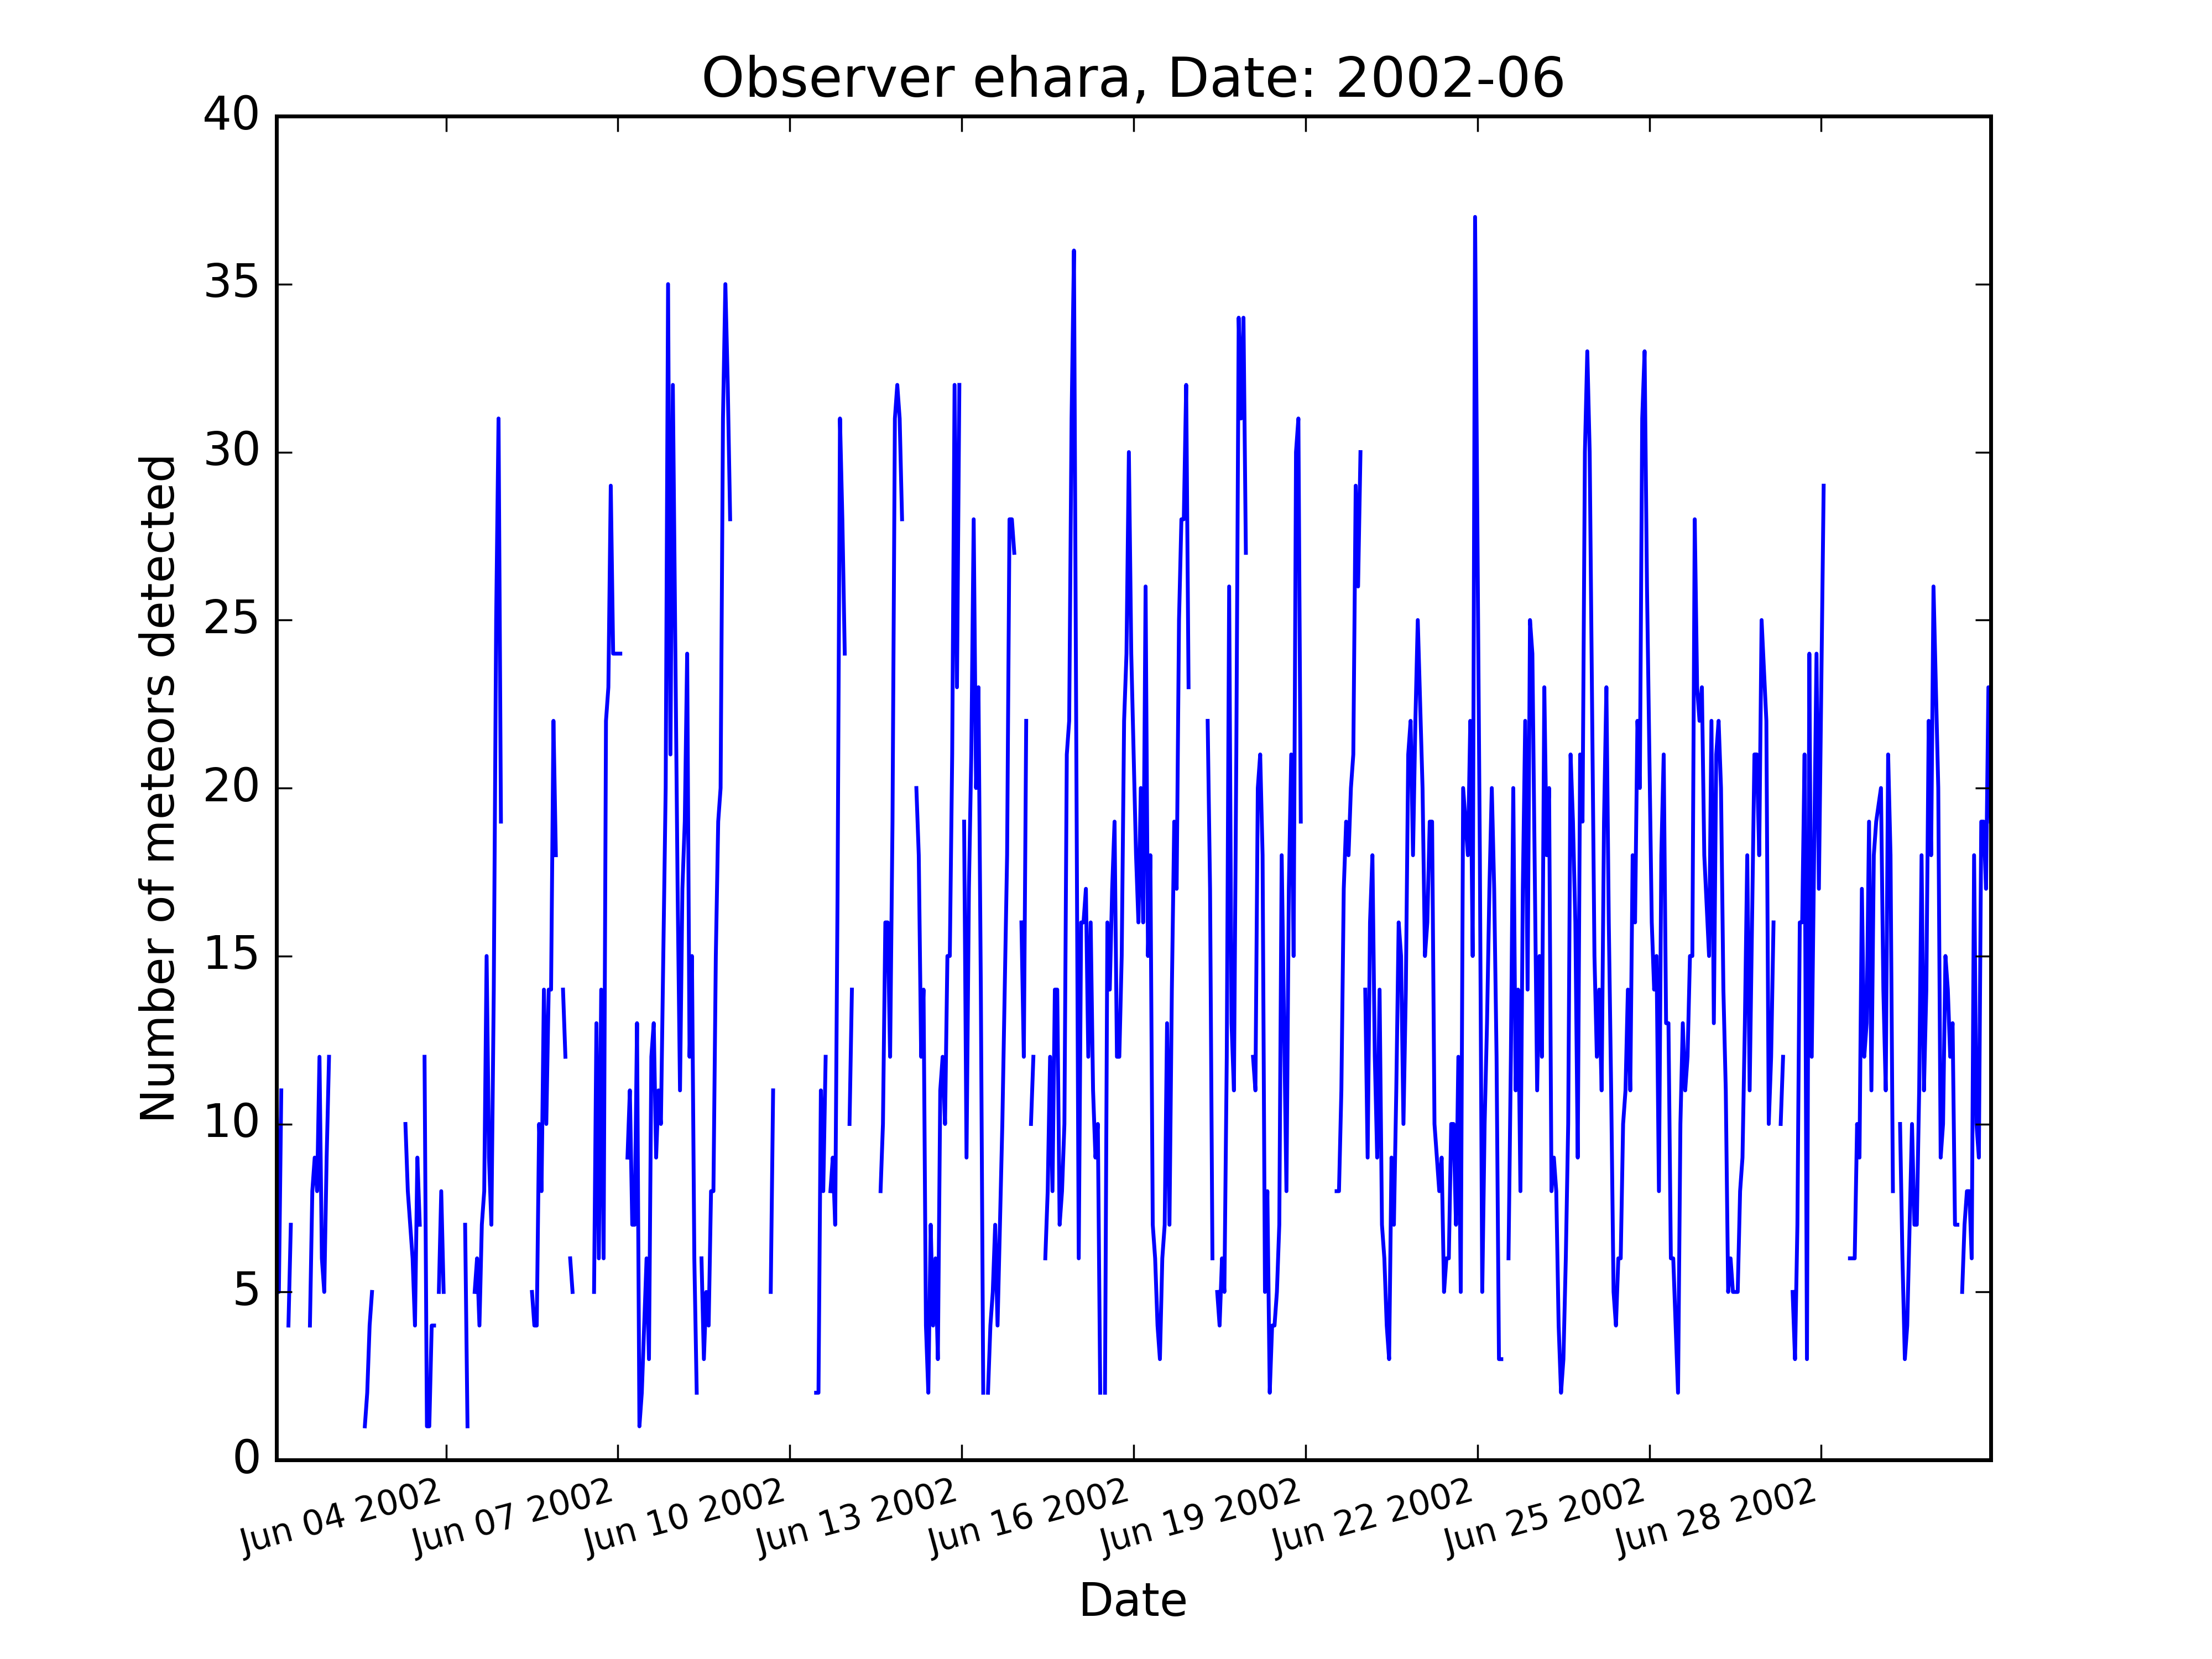 Observer ehara, Date: 2002-06
40
35
30
25
20
15
10
5
0
Number of meteors detected
Jun 04 2002
Jun 07 2002
Jun 10 2002
Jun 13 2002
Jun 16 2002
Jun 19 2002
Jun 22 2002
Jun 25 2002
Jun 28 2002
Date